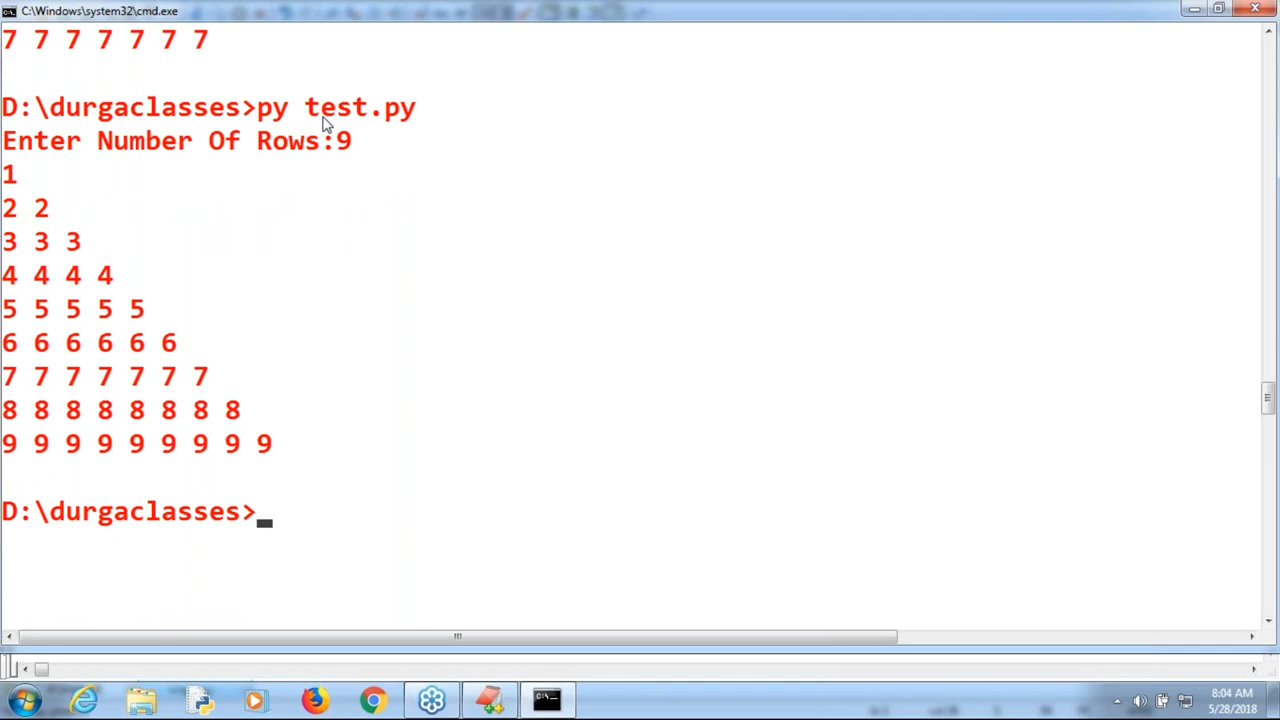 C:\Windows\system32\cmd.exe
7 7 7 7 7 7 7
D:\durgaclasses>py test.py
Enter Number Of Rows:9
1
2 2
3 3 3
4 4 4 4
5 5 5 5 5
6 6 6 6 6 6
7 7 7 7 7 7 7
8 8 8 8 8 8 8 8
9 9 9 9 9 9 9 9 9
D:\durgaclasses>
8:04 AM
5/28/2018